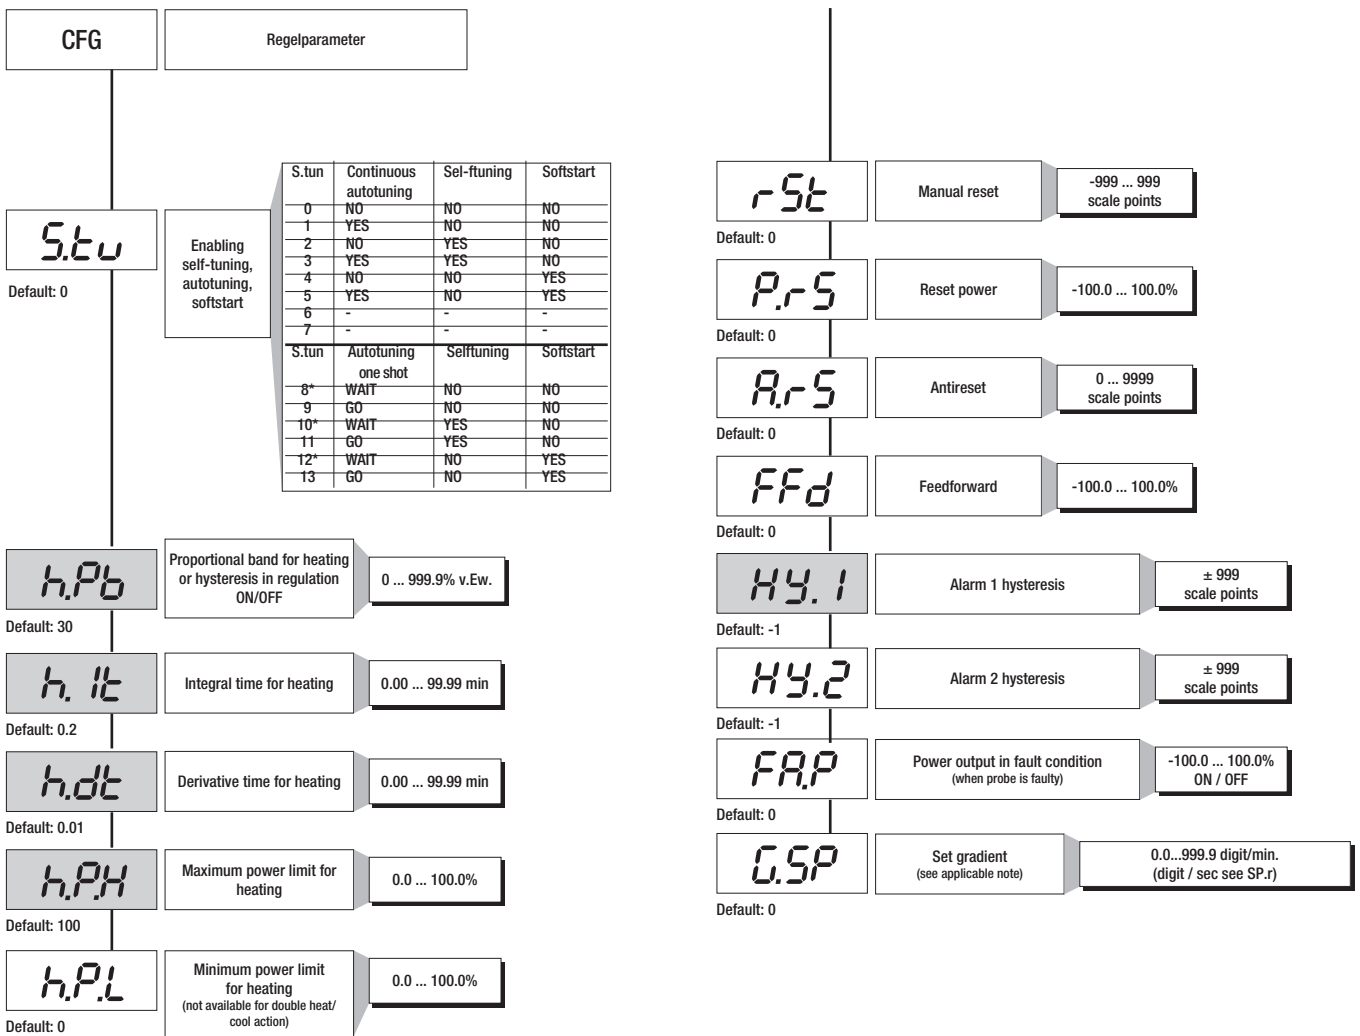 CFG
Regelparameter
S.tu
Default: 0
Enabling
self-tuning,
autotuning,
softstart
S.tun Continuous autotuning Sel-ftuning Softstart
0 NO NO NO
1 YES NO NO
2 NO YES NO
3 YES YES NO
4 NO NO YES
5 YES NO YES
6 - - -
7 - - -
S.tun Autotuning one shot Selftuning Softstart
8* WAIT NO NO
9 GO NO NO
10* WAIT YES NO
11 GO YES NO
12* WAIT NO YES
13 GO NO YES
h.Pb
Default: 30
Proportional band for heating
or hysteresis in regulation
ON/OFF
0 ... 999.9% v.Ew.
h.It
Default: 0.2
Integral time for heating
0.00 ... 99.99 min
h.dt
Default: 0.01
Derivative time for heating
0.00 ... 99.99 min
h.P.H
Default: 100
Maximum power limit for
heating
0.0 ... 100.0%
h.P.L
Default: 0
Minimum power limit
for heating
(not available for double heat/
cool action)
0.0 ... 100.0%
rSt
Default: 0
Manual reset
-999 ... 999
scale points
P.rS
Default: 0
Reset power
-100.0 ... 100.0%
A.rS
Default: 0
Antireset
0 ... 9999
scale points
FFd
Default: 0
Feedforward
-100.0 ... 100.0%
HY.1
Default: -1
Alarm 1 hysteresis
± 999
scale points
HY.2
Default: -1
Alarm 2 hysteresis
± 999
scale points
FA.P
Default: 0
Power output in fault condition
(when probe is faulty)
-100.0 ... 100.0%
ON / OFF
G.SP
Default: 0
Set gradient
(see applicable note)
0.0...999.9 digit/min.
(digit / sec see SP.r)